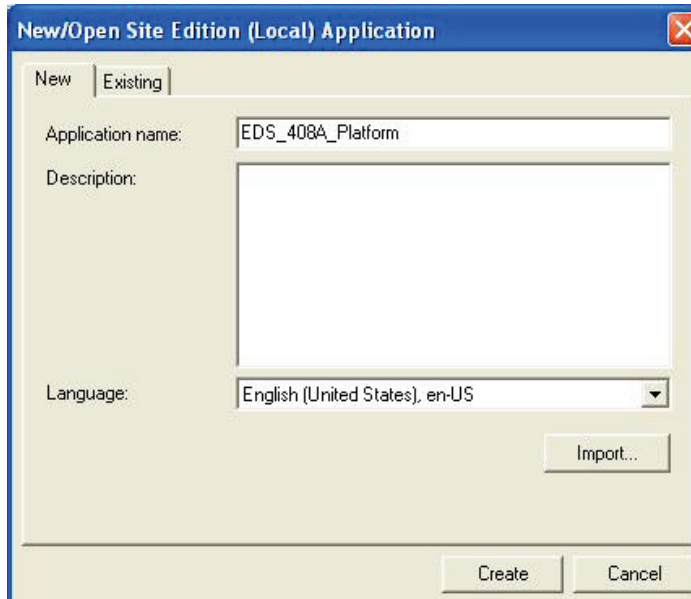 New/Open Site Edition (Local) Application
New
Existing
Application name:
EDS_408A_Platform
Description:
Language:
English (United States), en-US
Import...
Create
Cancel